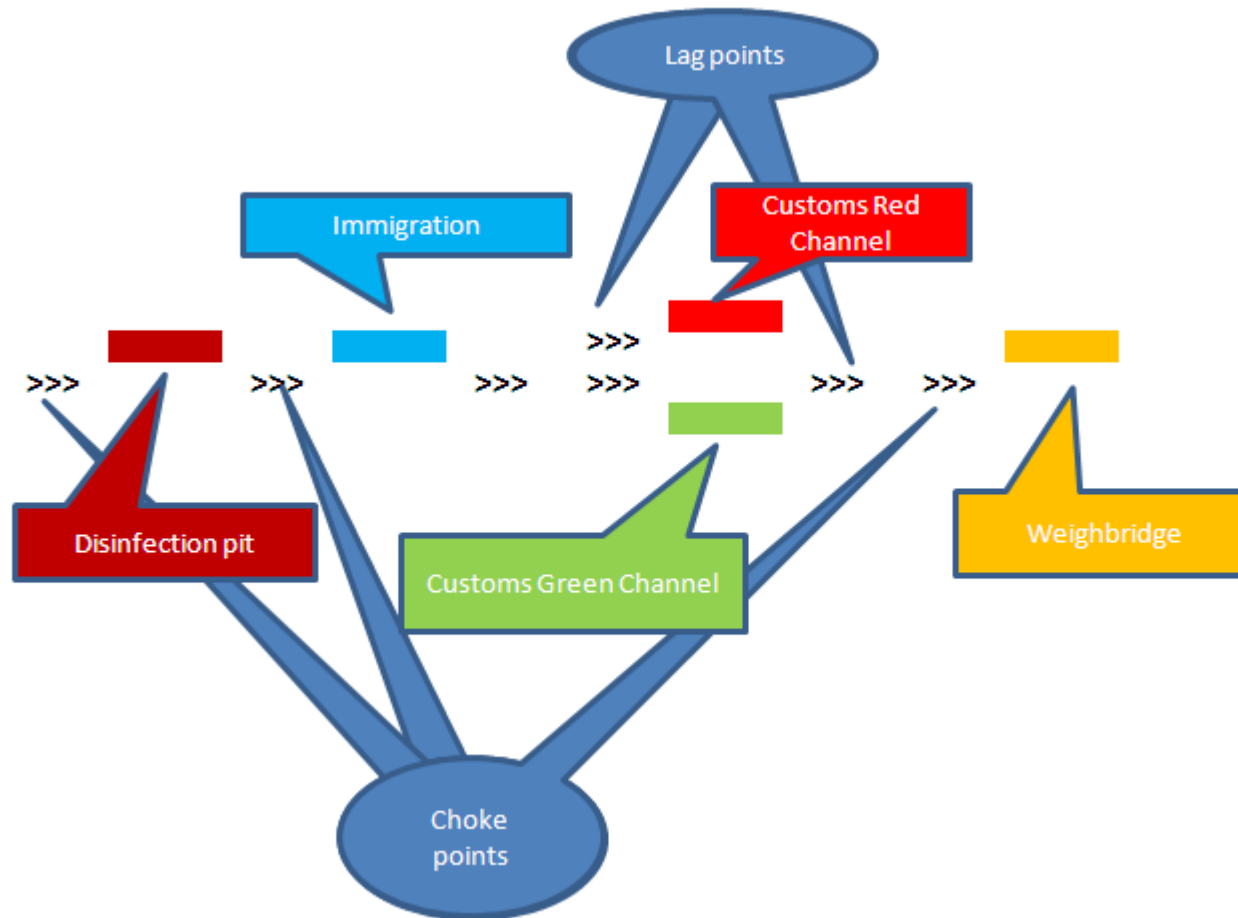 Lag points
Immigration
Customs Red
Channel
>>>
>>> >>> >>> >>> >>> >>>
Disinfection pit
Customs Green Channel
Weighbridge
Choke
points